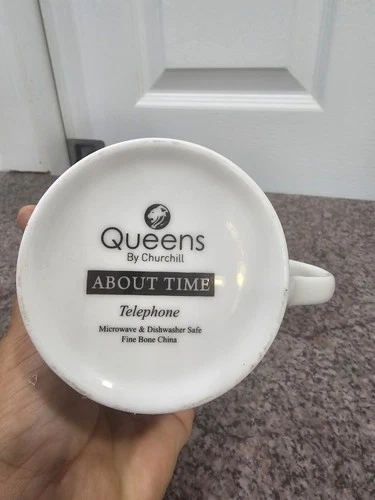 Queens
By Churchill
ABOUT TIME
Telephone
Microwave & Dishwasher Safe
Fine Bone China